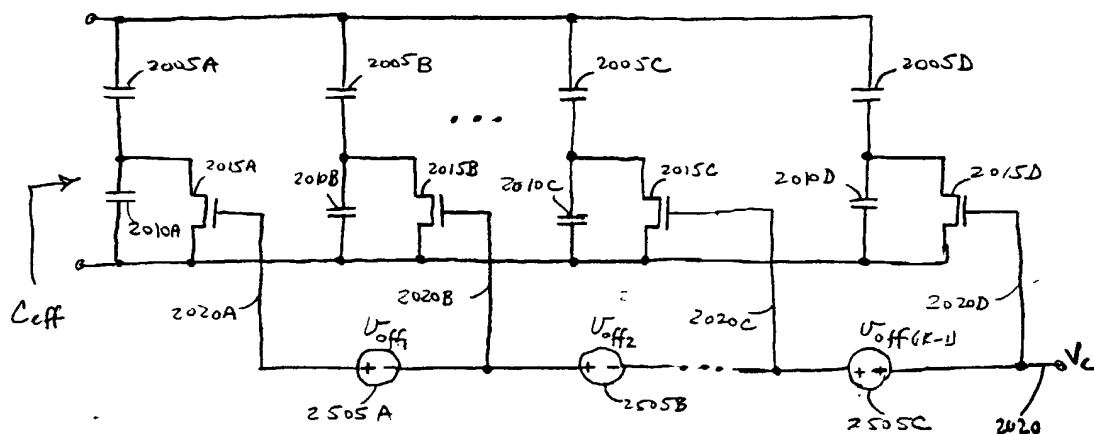 2005A
2005B
2005C
2005D
...
2015A
2015B
2015C
2015D
2010A
2010B
2010C
2010D
Ceff
2020A
2020B
2020C
2020D
Voff1
Voff2
Voff(K-1)
Vc
+ -
+ -
...
2505A
2505B
2505C
2020